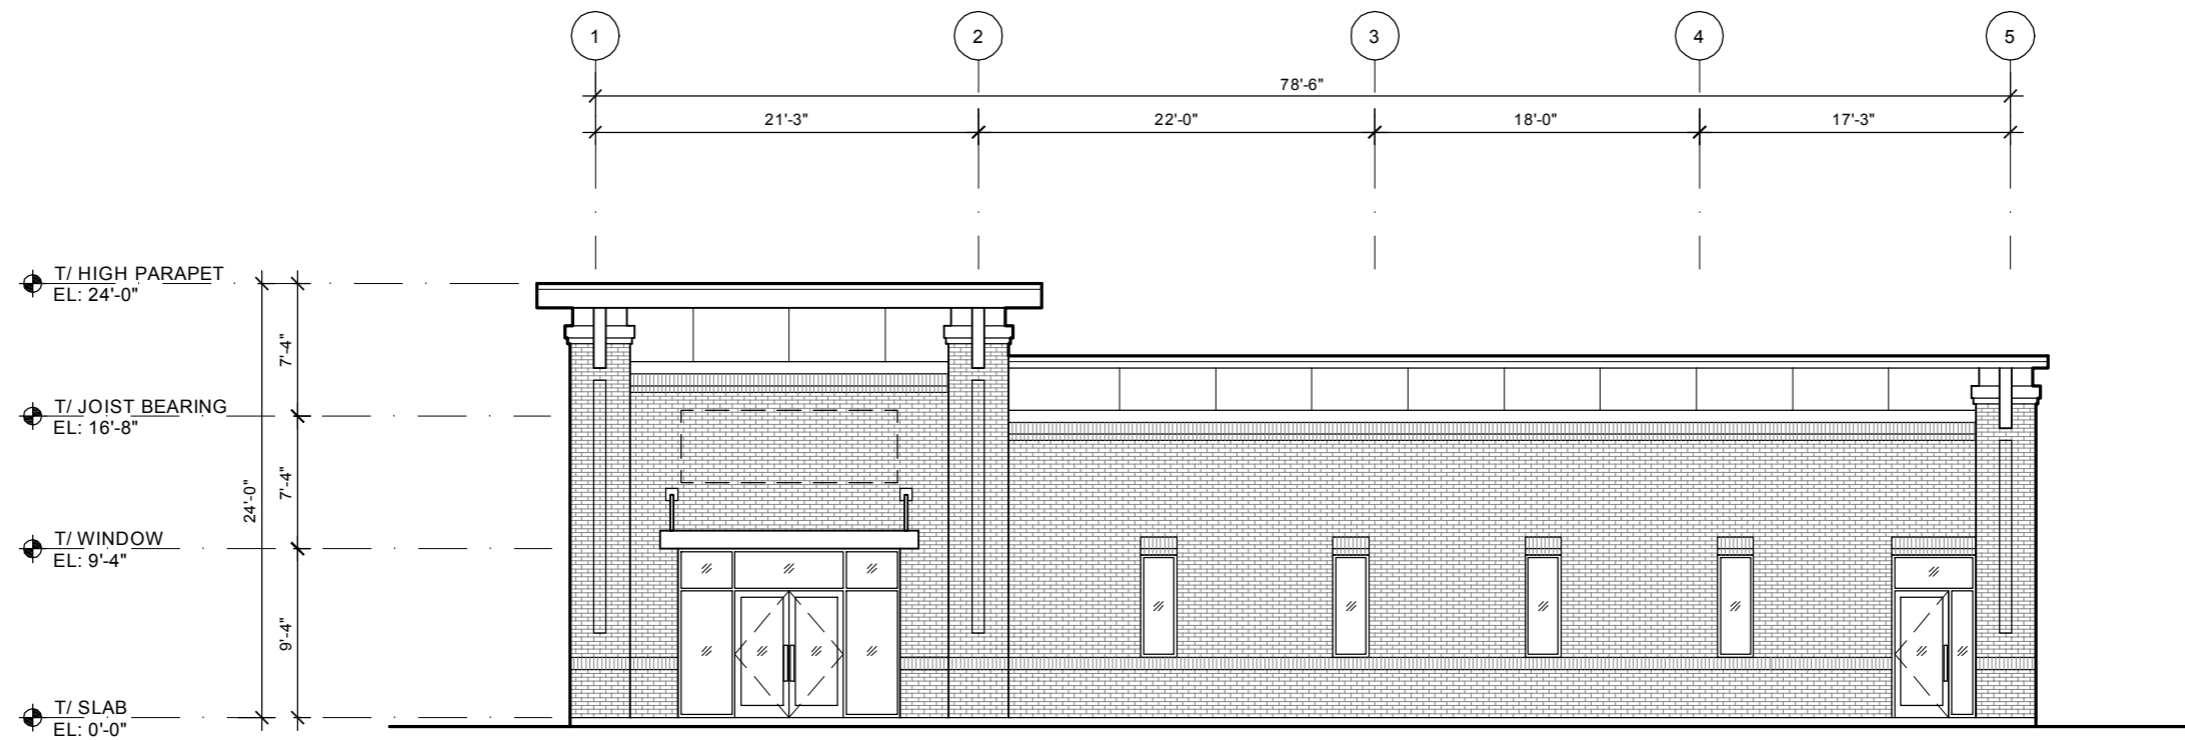 1 2 3 4 5
78'-6"
21'-3" 22'-0" 18'-0" 17'-3"
T/ HIGH PARAPET
EL: 24'-0"
7'-4"
T/ JOIST BEARING
EL: 16'-8"
7'-4"
24'-0"
T/ WINDOW
EL: 9'-4"
9'-4"
T/ SLAB
EL: 0'-0"